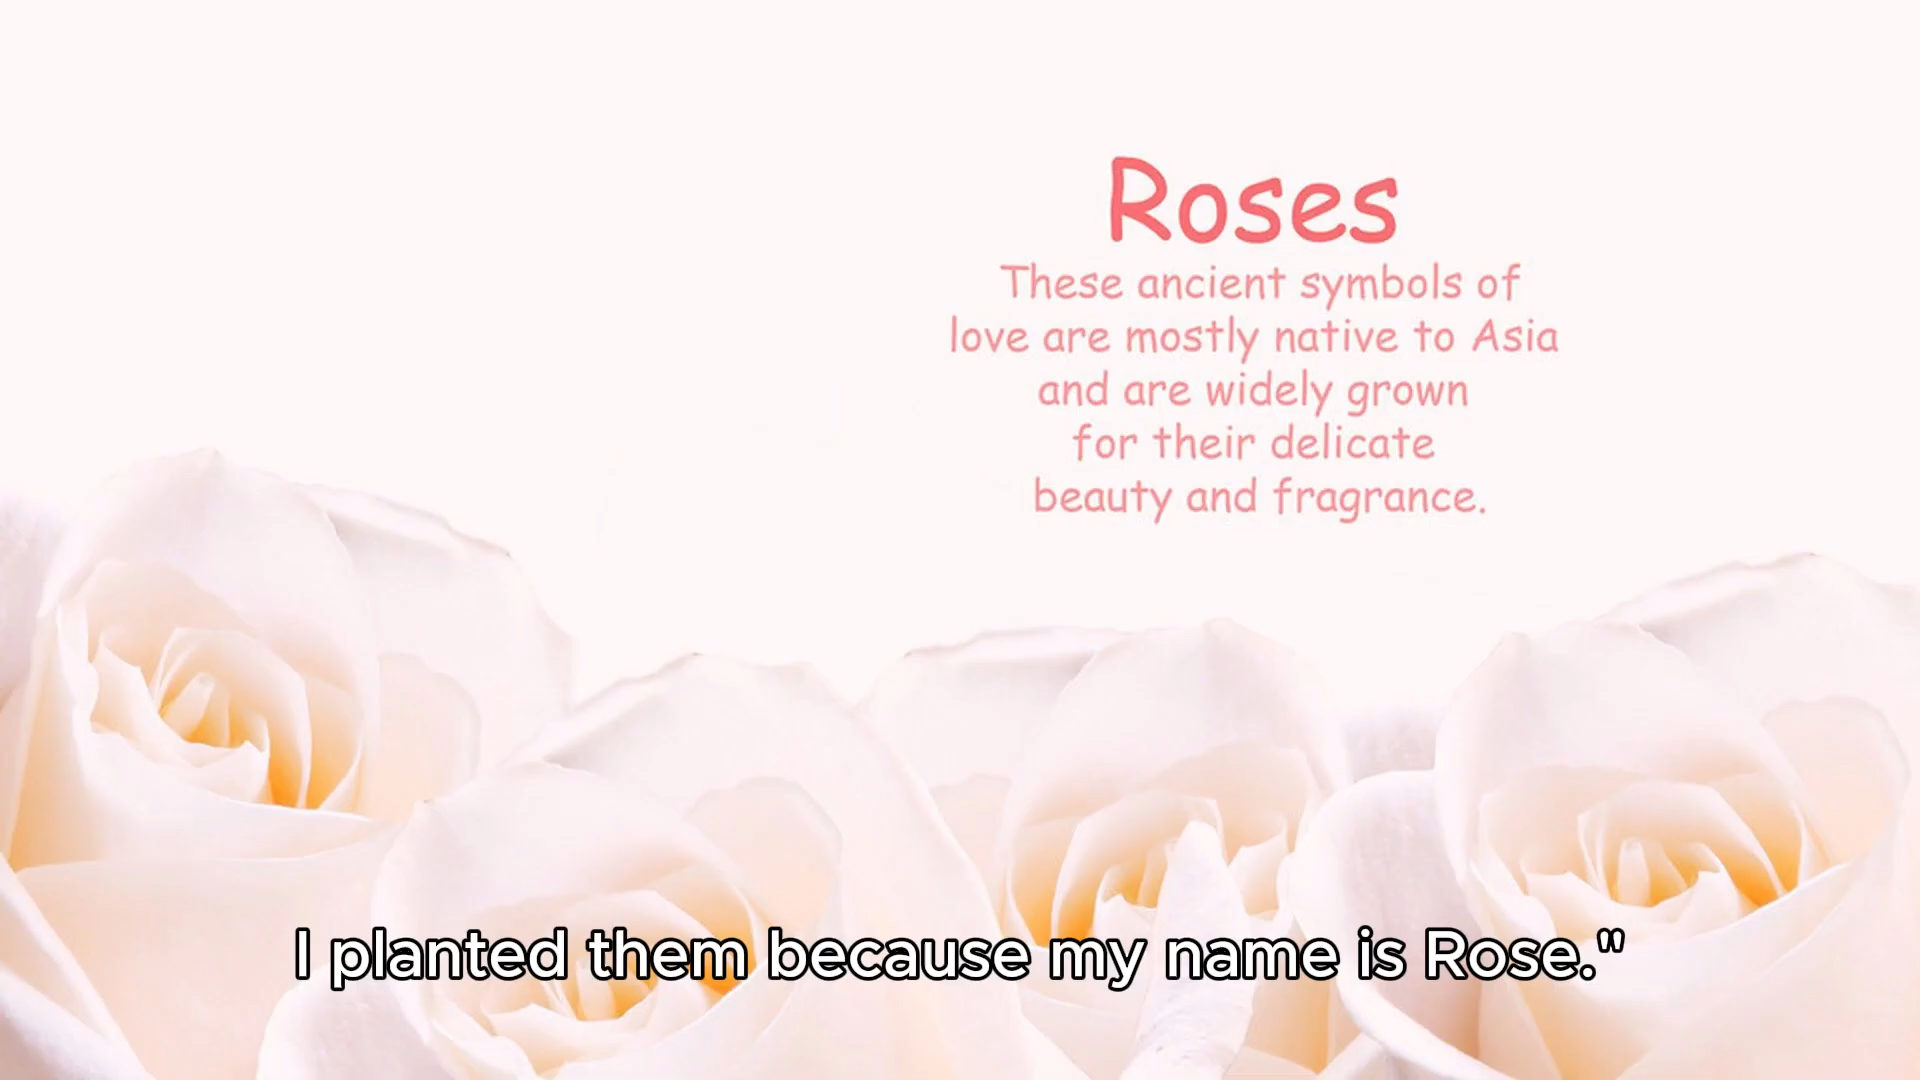 Roses
These ancient symbols of
love are mostly native to Asia
and are widely grown
for their delicate
beauty and fragrance.
I planted them because my name is Rose."